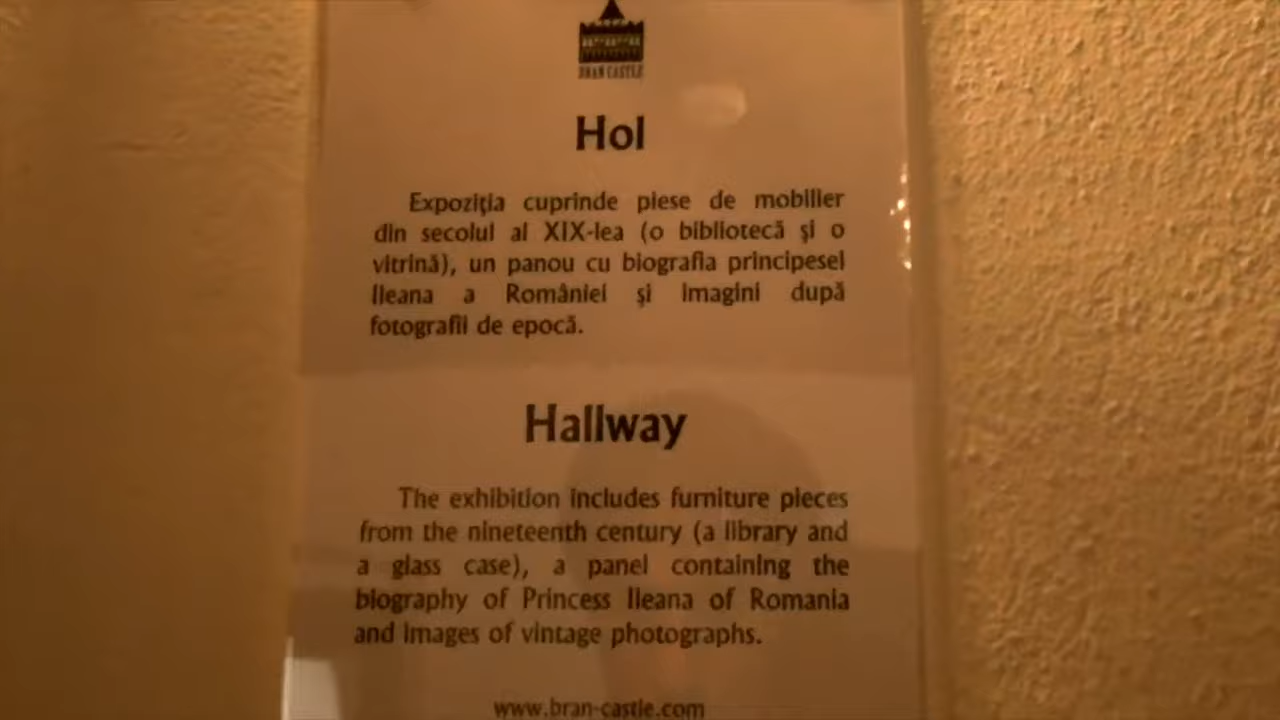 BRAN CASTLE
Hol
Expoziţia cuprinde piese de mobilier
din secolul al XIX-lea (o bibliotecă şi o
vitrină), un panou cu biografia principesei
Ileana a României şi imagini după
fotografii de epocă.
Hallway
The exhibition includes furniture pieces
from the nineteenth century (a library and
a glass case), a panel containing the
biography of Princess Ileana of Romania
and images of vintage photographs.
www.bran-castle.com